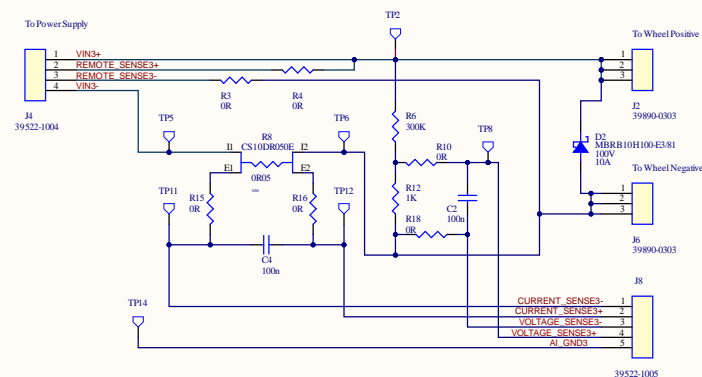 To Power Supply
TP2
To Wheel Positive
1 VIN3+
2 REMOTE_SENSE3+
3 REMOTE_SENSE3-
4 VIN3-
J4
39522-1004
R3
0R
R4
0R
1
2
3
J2
39890-0303
TP5
TP6
R6
300K
R10
0R
TP8
D2
MBRB10H100-E3/81
100V
10A
R8
CS10DR050E
I1
I2
E1
E2
0R05
To Wheel Negative
TP11
R15
0R
R16
0R
TP12
R12
1K
C2
100n
R18
0R
1
2
3
J6
39890-0303
C4
100n
J8
TP14
CURRENT_SENSE3- 1
CURRENT_SENSE3+ 2
VOLTAGE_SENSE3- 3
VOLTAGE_SENSE3+ 4
AI_GND3 5
39522-1005